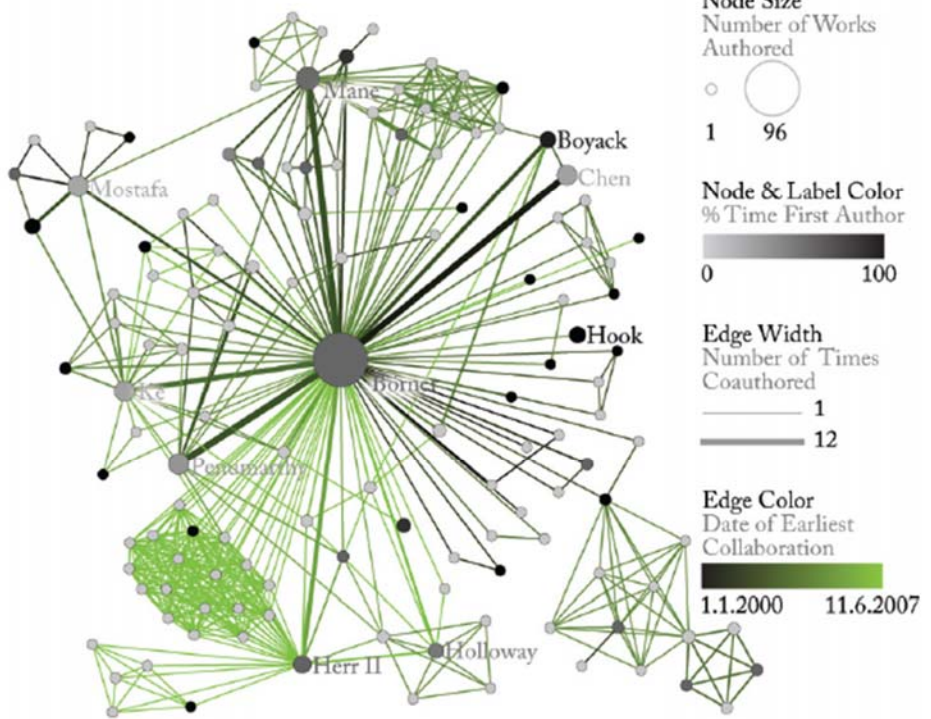 Node Size
Number of Works
Authored
1
96
Mane
Boyack
Chen
Mostafa
Node & Label Color
% Time First Author
0
100
Hook
Edge Width
Number of Times
Coauthored
1
12
Börner
Ke
Penumarthy
Edge Color
Date of Earliest
Collaboration
1.1.2000
11.6.2007
Herr II
Holloway